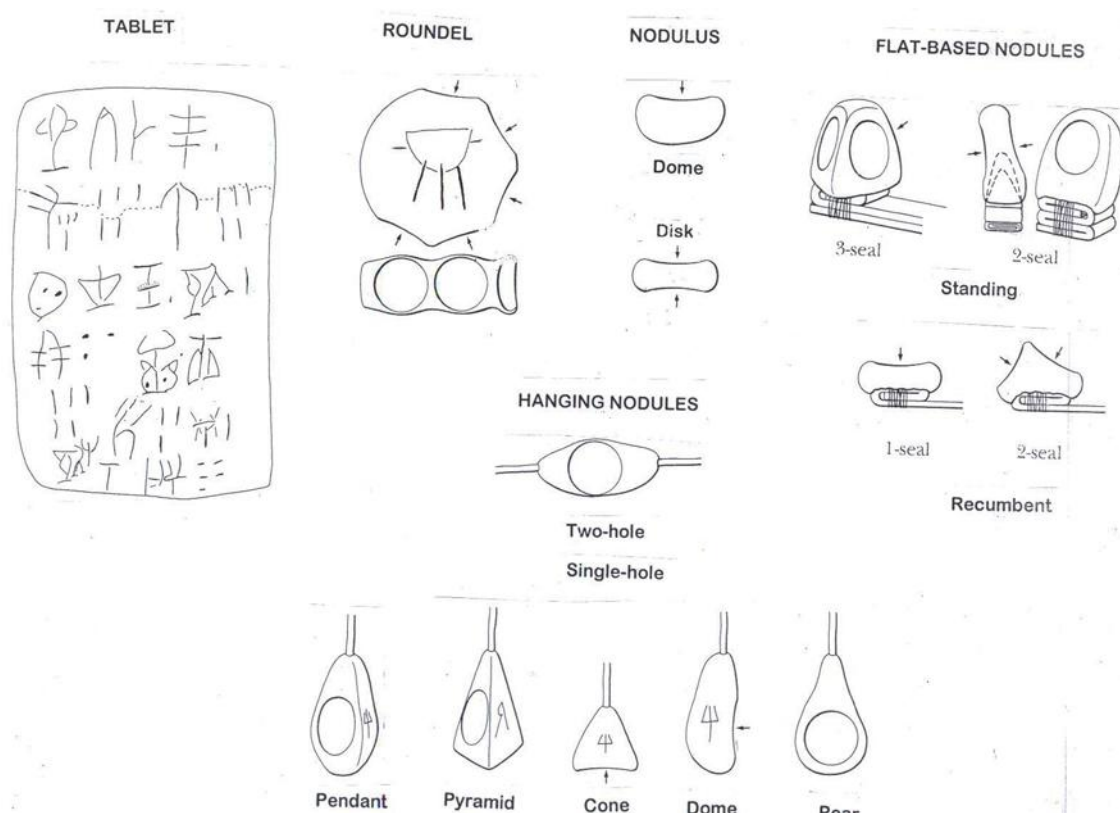 TABLET
ROUNDEL
NODULUS
FLAT-BASED NODULES
Dome
Disk
3-seal
2-seal
Standing
HANGING NODULES
1-seal
2-seal
Two-hole
Recumbent
Single-hole
Pendant
Pyramid
Cone
Dome